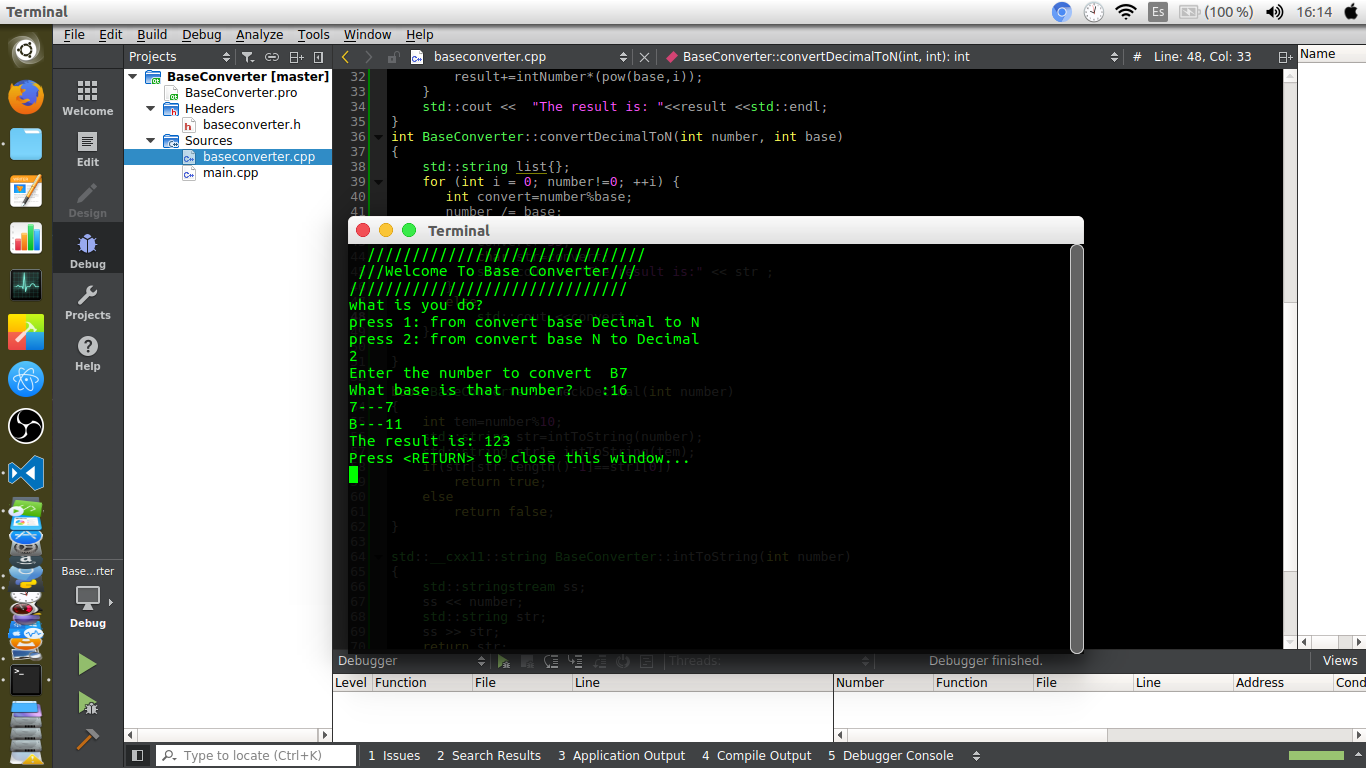 Terminal
Es
(100 %)
16:14
File Edit Build Debug Analyze Tools Window Help
Projects
baseconverter.cpp
BaseConverter::convertDecimalToN(int, int): int
# Line: 48, Col: 33
Name
Welcome
Edit
Design
Debug
Projects
Help
Base...rter
Debug
BaseConverter [master]
BaseConverter.pro
Headers
baseconverter.h
Sources
baseconverter.cpp
main.cpp
32 result+=intNumber*(pow(base,i));
33 }
34 std::cout << "The result is: "<<result <<std::endl;
35 }
36 int BaseConverter::convertDecimalToN(int number, int base)
37 {
38 std::string list{};
39 for (int i = 0; number!=0; ++i) {
40 int convert=number%base;
41 number /= base;
Terminal
///////////////////////////////
///Welcome To Base Converter///
///////////////////////////////
what is you do?
press 1: from convert base Decimal to N
press 2: from convert base N to Decimal
2
Enter the number to convert  B7
What base is that number?   :16
7---7
B---11
The result is: 123
Press <RETURN> to close this window...
sult is:" << str ;
kDecimal(int number)
int tem=number%10;
str=intToString(number);
return true;
60 else
61 return false;
62 }
63
64 std::__cxx11::string BaseConverter::intToString(int number)
65 {
66 std::stringstream ss;
67 ss << number;
68 std::string str;
69 ss >> str;
70 return str;
Debugger
Threads:
Debugger finished.
Views
Level Function File Line
Number Function File Line Address Cond
Type to locate (Ctrl+K)
1 Issues 2 Search Results 3 Application Output 4 Compile Output 5 Debugger Console